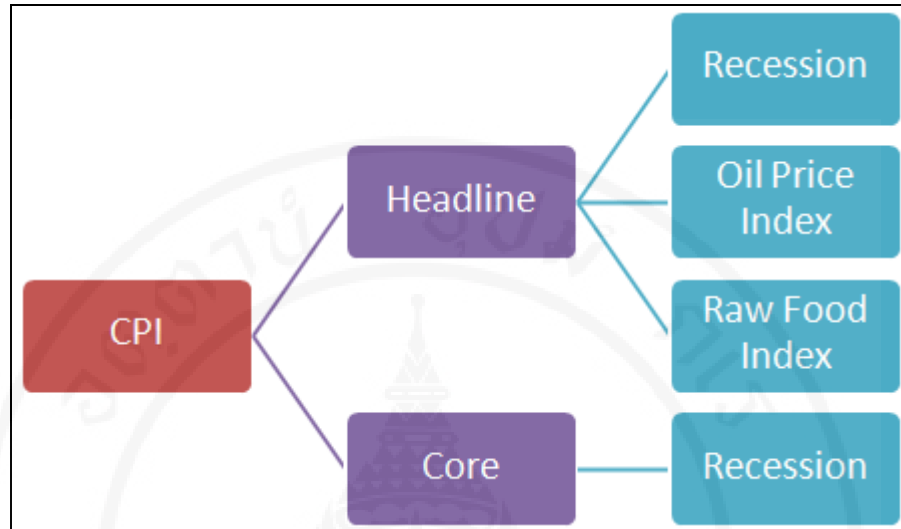 Recession
Headline
Oil Price
Index
CPI
Raw Food
Index
Core
Recession